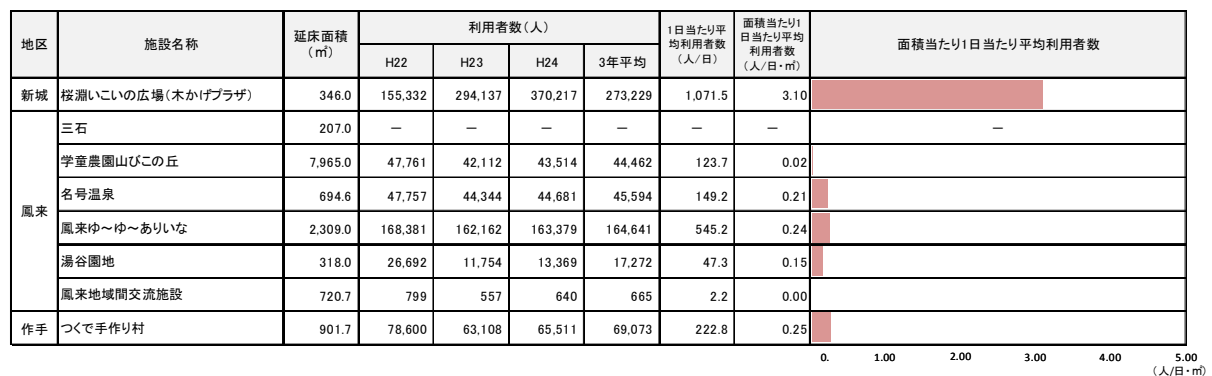 地区 施設名称 延床面積(㎡) 利用者数(人) 1日当たり平均利用者数(人/日) 面積当たり1日当たり平均利用者数(人/日・㎡) 面積当たり1日当たり平均利用者数
H22 H23 H24 3年平均
新城 桜淵いこいの広場(木かげプラザ) 346.0 155,332 294,137 370,217 273,229 1,071.5 3.10
鳳来
三石 207.0 － － － － － － －
学童農園山びこの丘 7,965.0 47,761 42,112 43,514 44,462 123.7 0.02
名号温泉 694.6 47,757 44,344 44,681 45,594 149.2 0.21
鳳来ゆ～ゆ～ありいな 2,309.0 168,381 162,162 163,379 164,641 545.2 0.24
湯谷園地 318.0 26,692 11,754 13,369 17,272 47.3 0.15
鳳来地域間交流施設 720.7 799 557 640 665 2.2 0.00
作手 つくで手作り村 901.7 78,600 63,108 65,511 69,073 222.8 0.25
0. 1.00 2.00 3.00 4.00 5.00
(人/日・㎡)